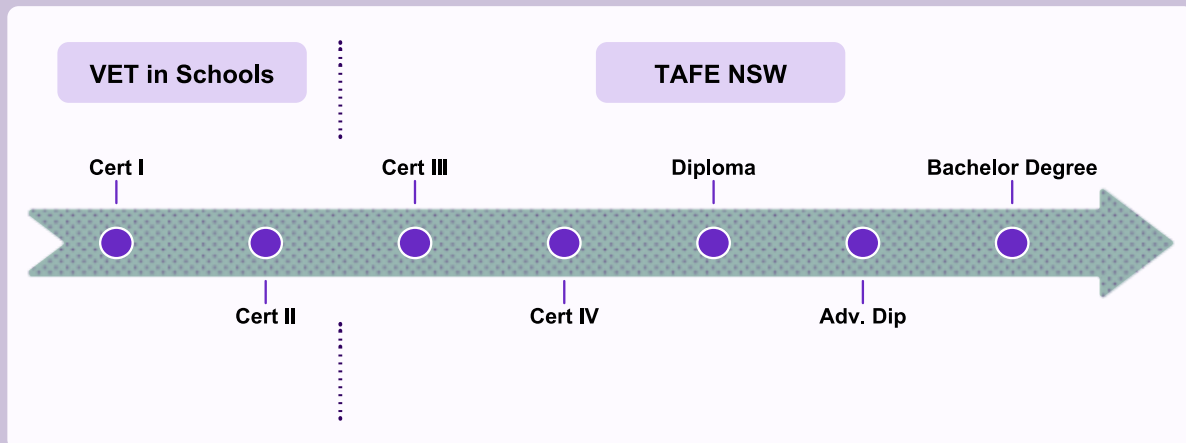 VET in Schools
TAFE NSW
Cert I
Cert III
Diploma
Bachelor Degree
Cert II
Cert IV
Adv. Dip